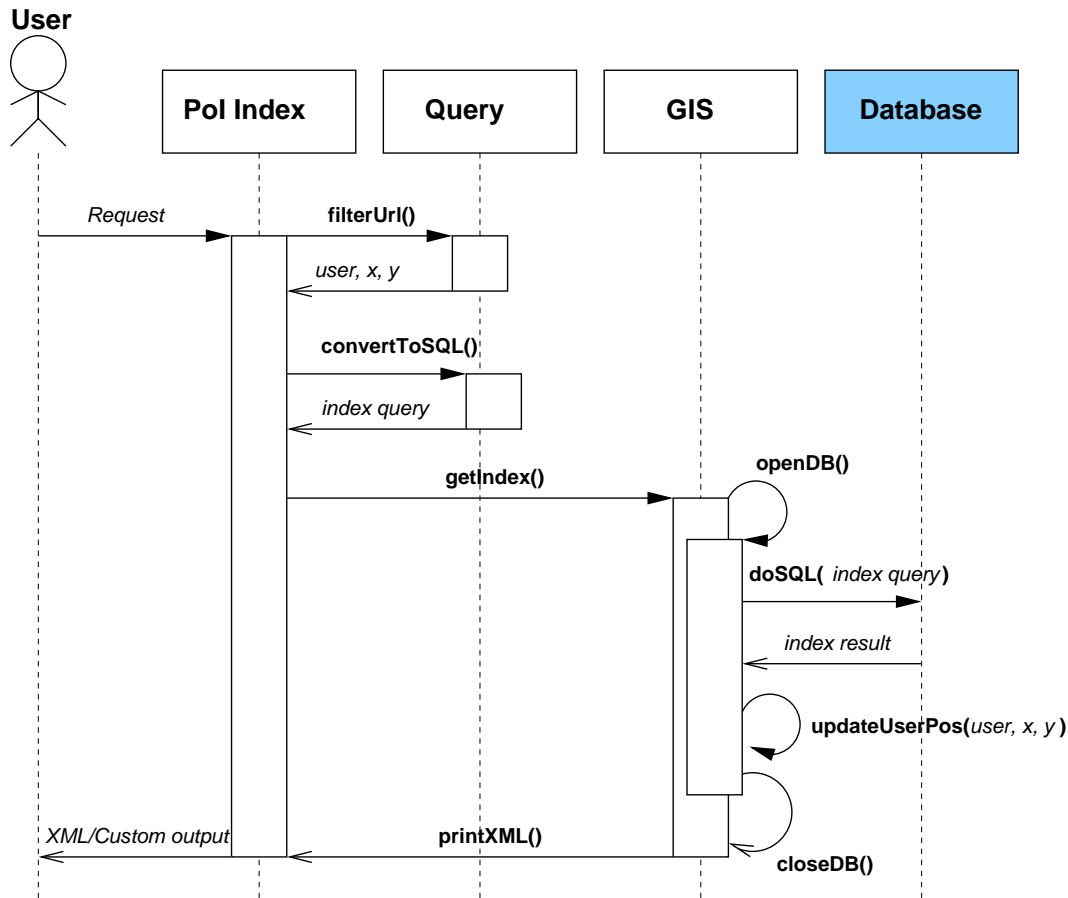 User
PoI Index
Query
GIS
Database
Request
filterUrl()
user, x, y
convertToSQL()
index query
openDB()
getIndex()
doSQL( index query)
index result
updateUserPos(user, x, y )
XML/Custom output
printXML()
closeDB()